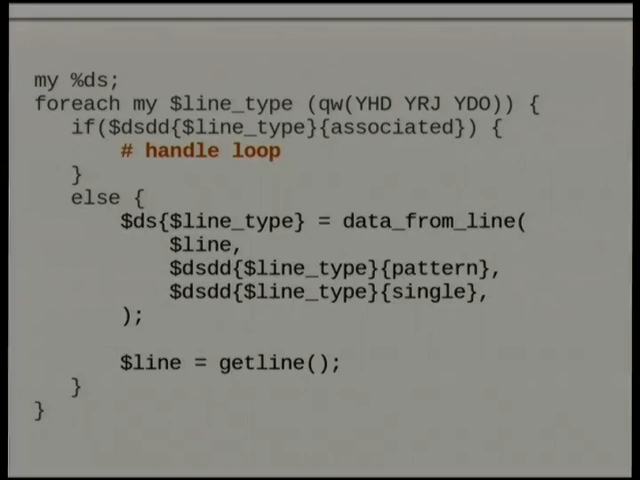 my %ds;
foreach my $line_type (qw(YHD YRJ YDO)) {
if($dsdd{$line_type}{associated}) {
# handle loop
}
else {
$ds{$line_type} = data_from_line(
$line,
$dsdd{$line_type}{pattern},
$dsdd{$line_type}{single},
);
$line = getline();
}
}